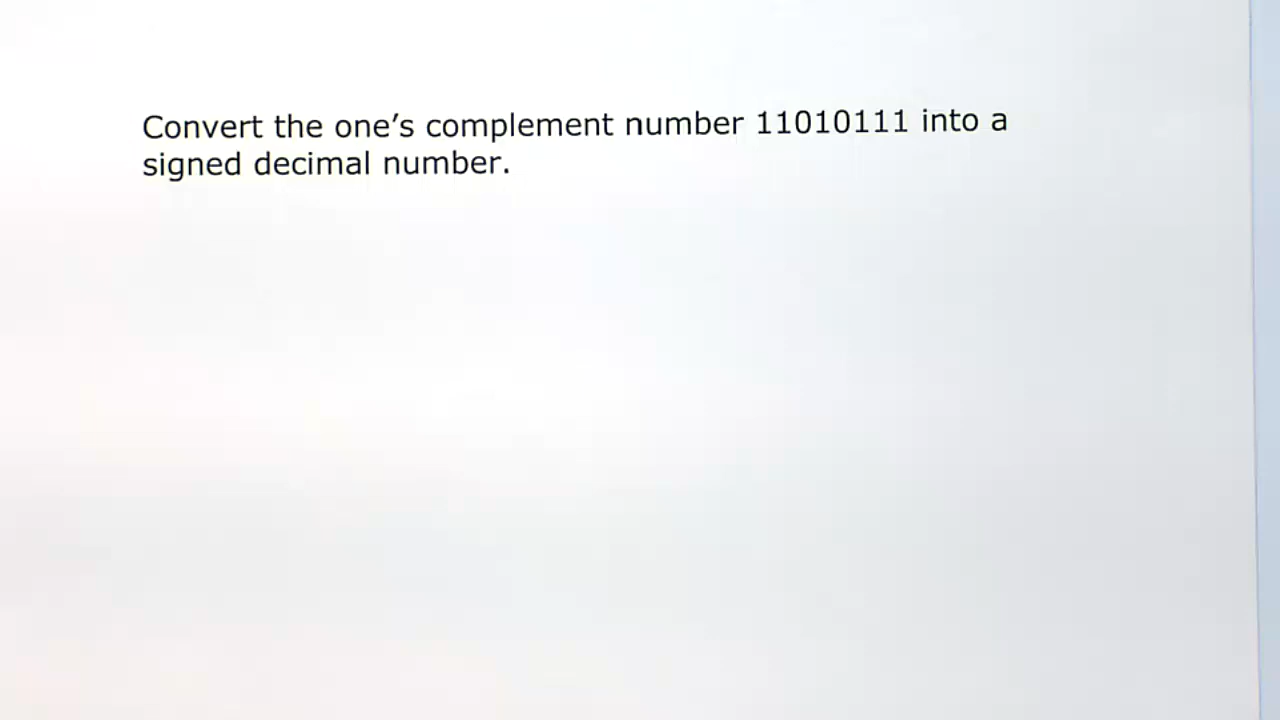 Convert the one’s complement number 11010111 into a
signed decimal number.